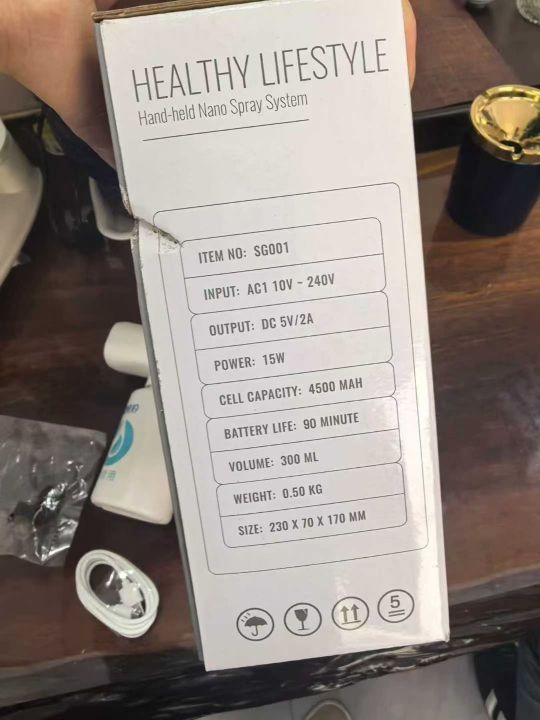 HEALTHY LIFESTYLE
Hand-held Nano Spray System
ITEM NO: SG001
INPUT: AC1 10V ~ 240V
OUTPUT: DC 5V/2A
POWER: 15W
CELL CAPACITY: 4500 MAH
BATTERY LIFE: 90 MINUTE
VOLUME: 300 ML
WEIGHT: 0.50 KG
SIZE: 230 X 70 X 170 MM
5